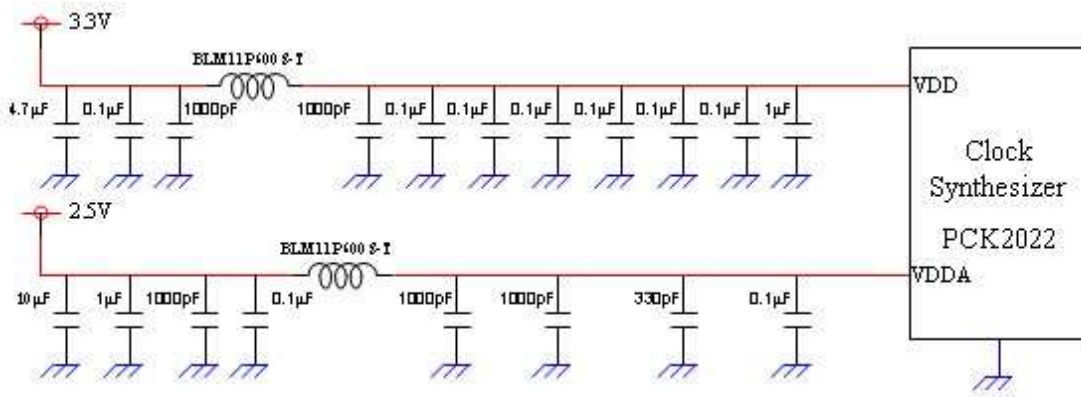 3.3V
BLM11P600 S-T
4.7µF 0.1µF 1000pF 1000pF 0.1µF 0.1µF 0.1µF 0.1µF 0.1µF 0.1µF 1µF
VDD
Clock
Synthesizer
PCK2022
2.5V
BLM11P600 S-T
VDDA
10µF 1µF 1000pF 0.1µF 1000pF 1000pF 330pF 0.1µF